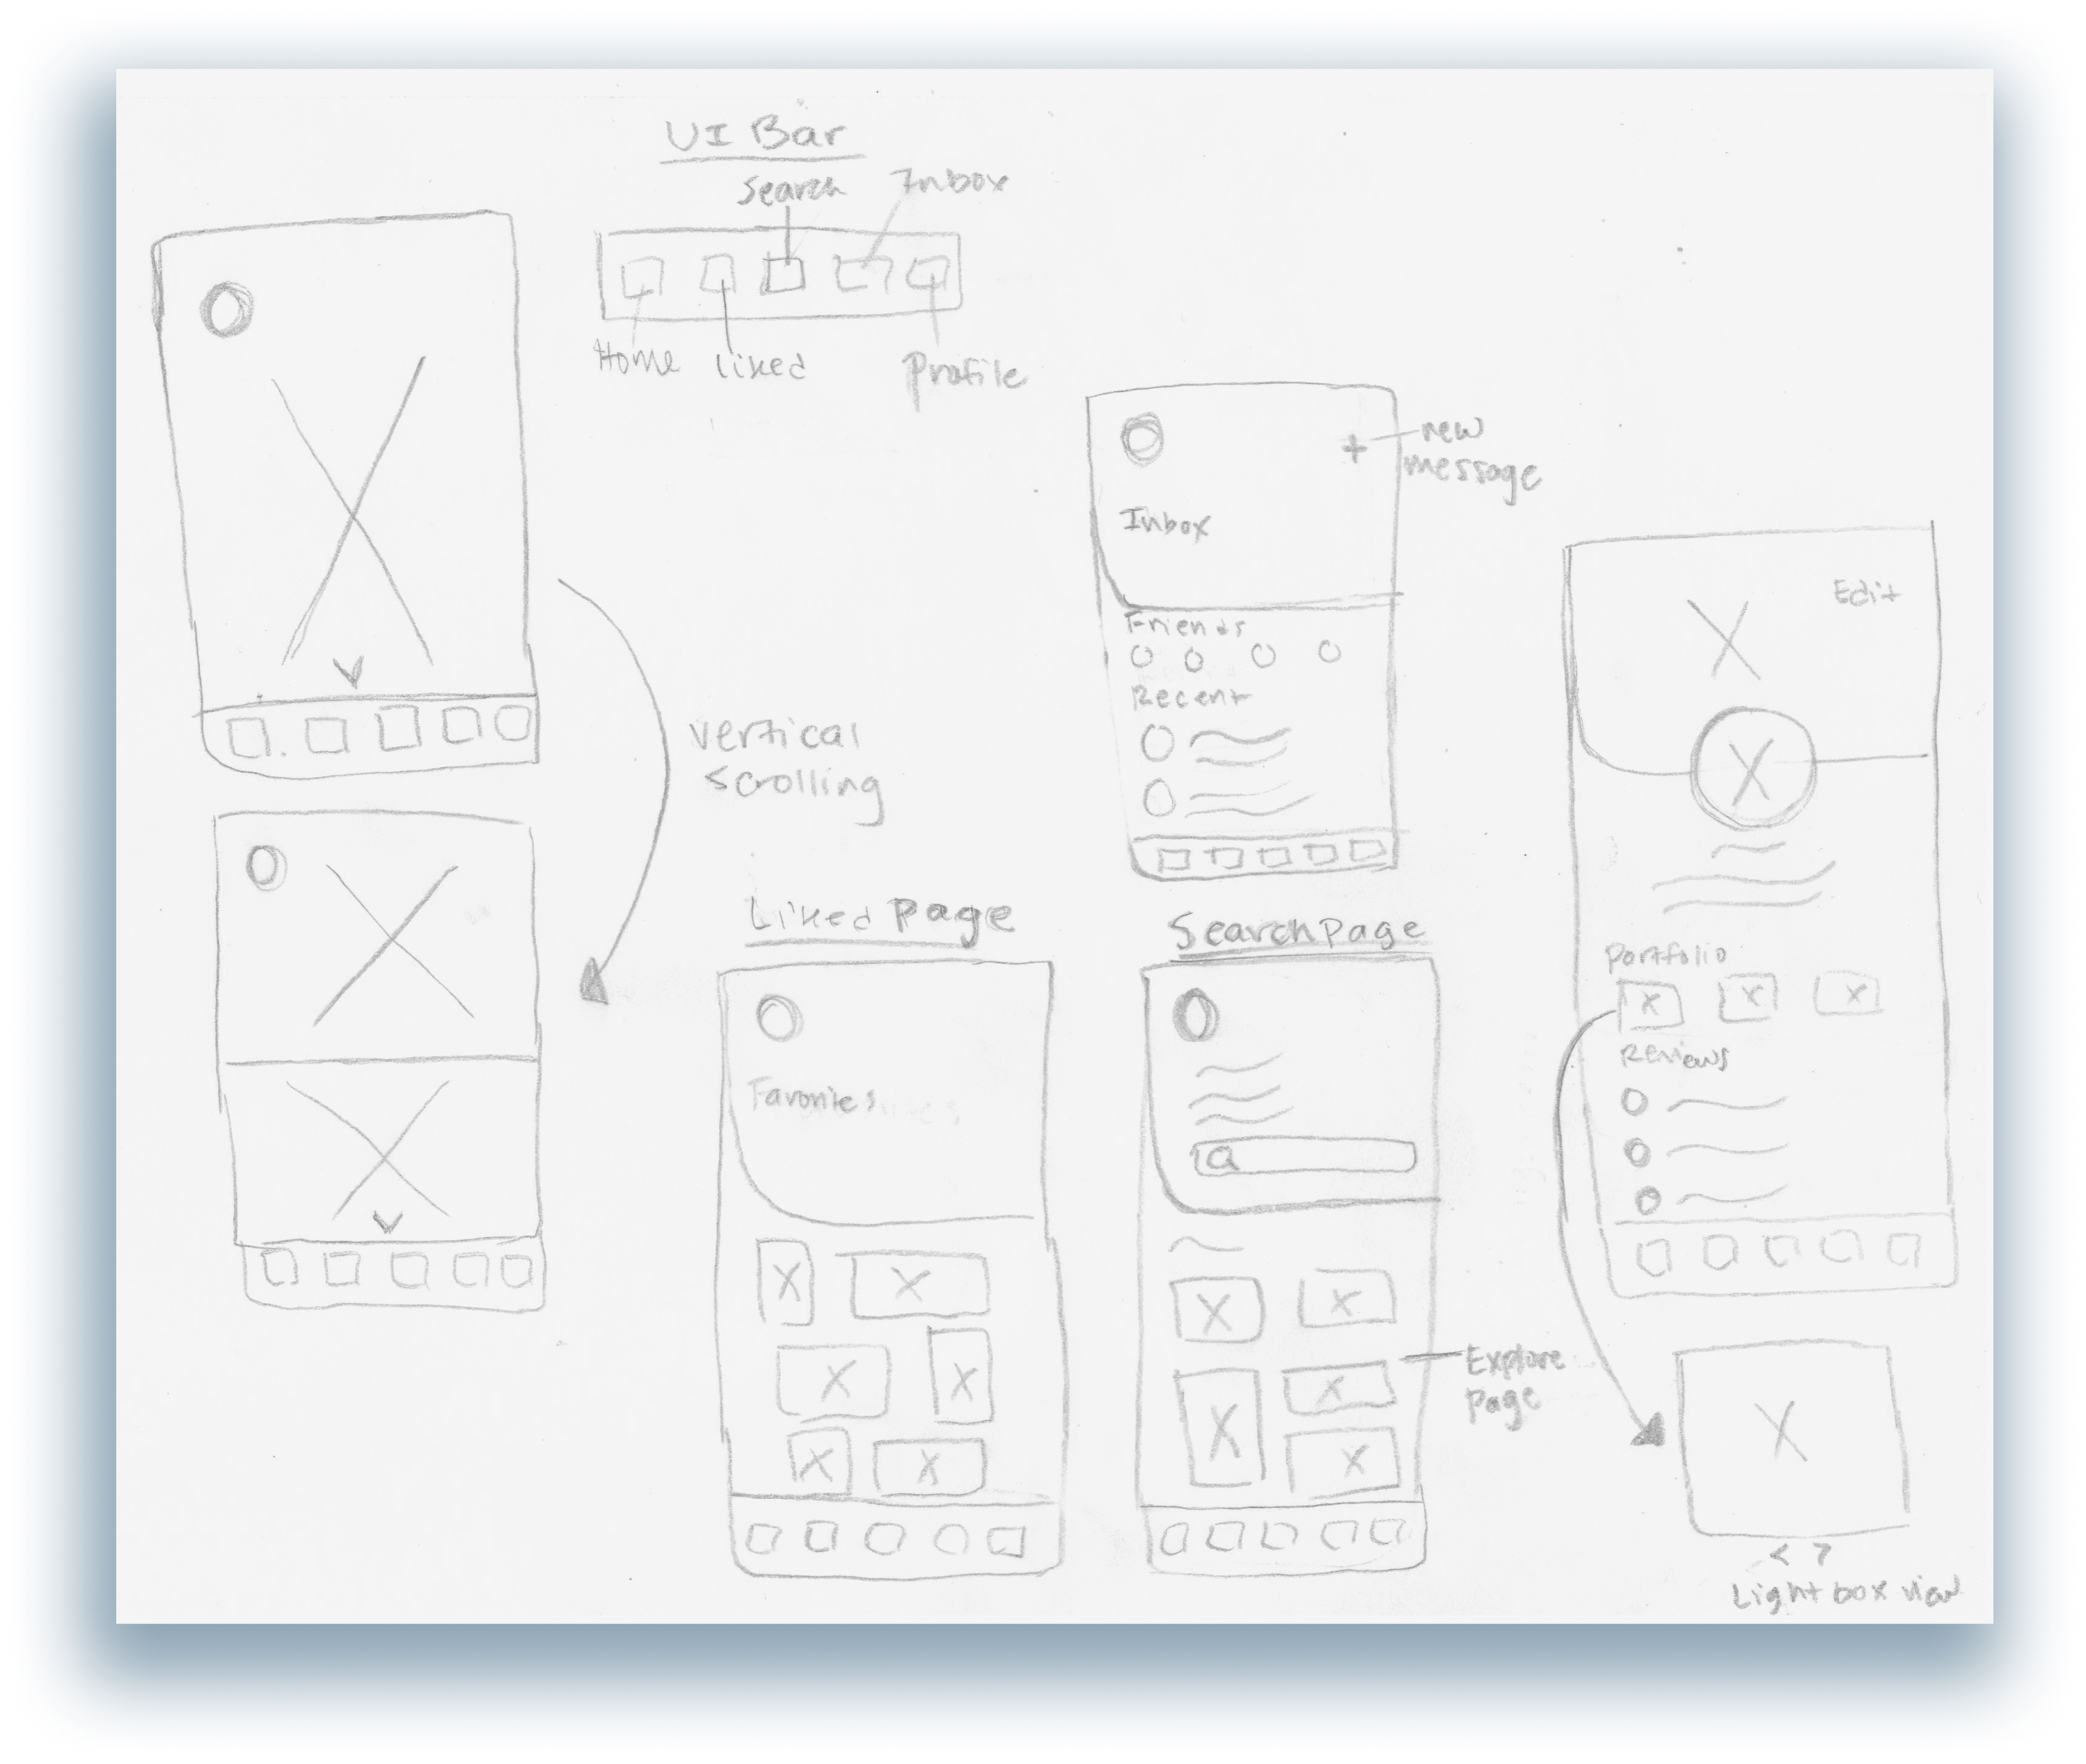 UI Bar
Search
Inbox
Home
Liked
Profile
vertical
scrolling
+
new
message
Inbox
Friends
Recent
Edit
Portfolio
Reviews
Liked Page
Favorites
Search Page
Explore
Page
< >
Light box view